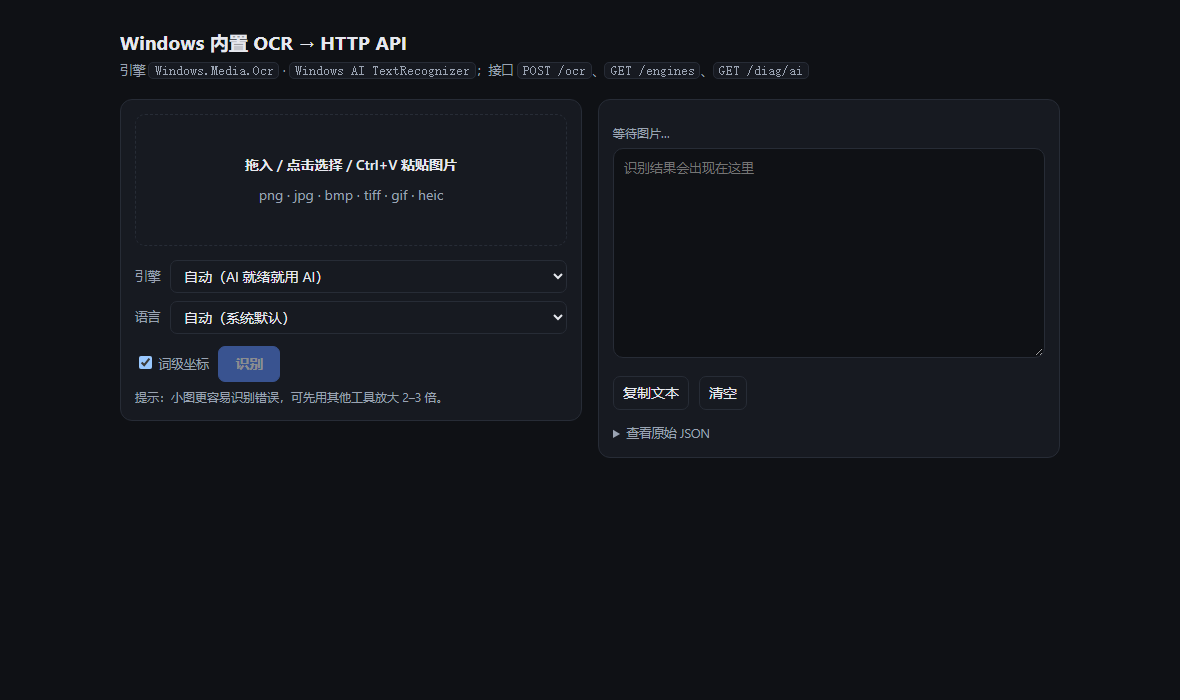 Windows 内置 OCR → HTTP API
引擎 Windows.Media.Ocr · Windows AI TextRecognizer；接口 POST /ocr、GET /engines、GET /diag/ai
拖入 / 点击选择 / Ctrl+V 粘贴图片
png · jpg · bmp · tiff · gif · heic
引擎 自动（AI 就绪就用 AI）
语言 自动（系统默认）
词级坐标 识别
提示：小图更容易识别错误，可先用其他工具放大 2–3 倍。
等待图片...
识别结果会出现在这里
复制文本 清空
查看原始 JSON